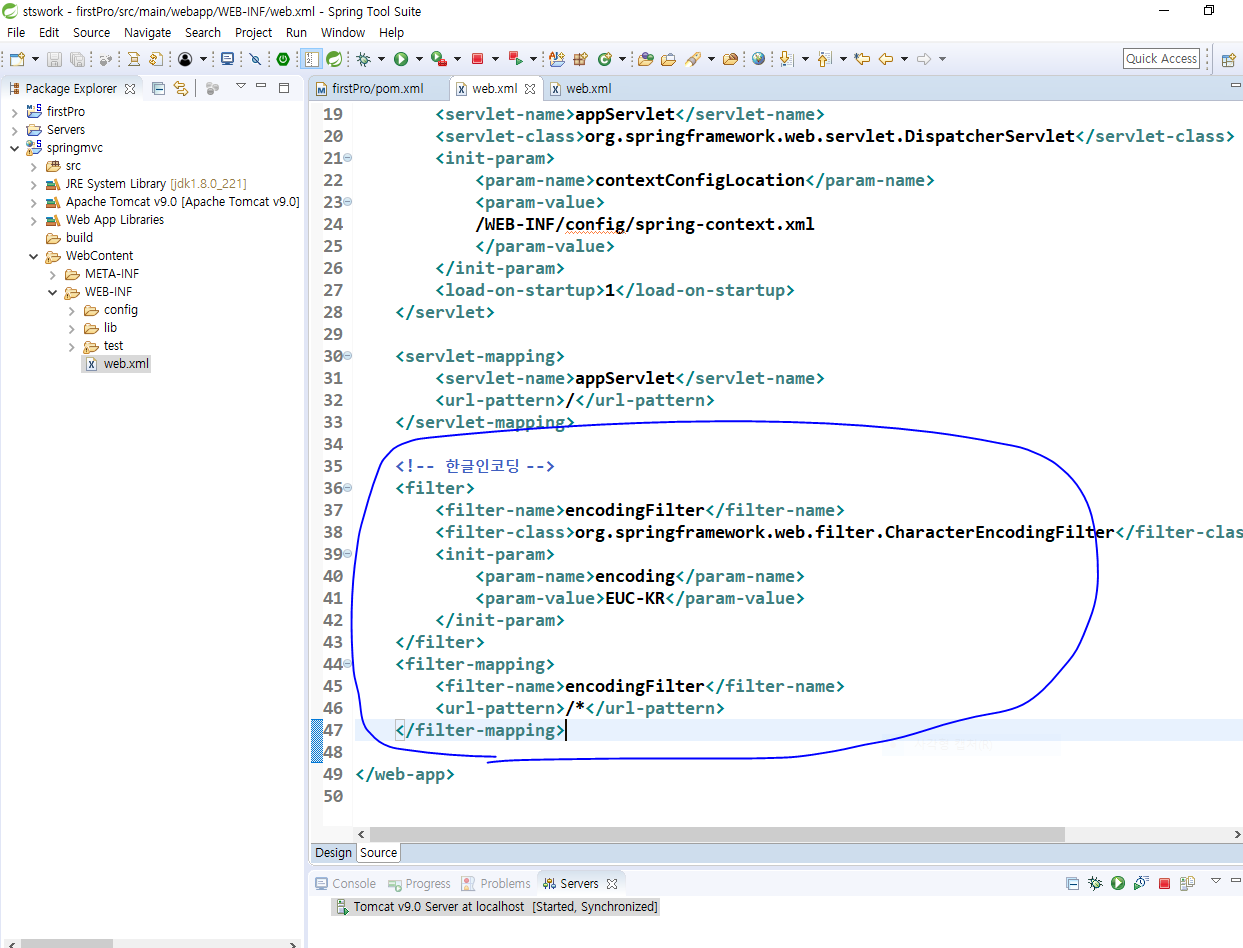 stswork - firstPro/src/main/webapp/WEB-INF/web.xml - Spring Tool Suite
File Edit Source Navigate Search Project Run Window Help
Quick Access
Package Explorer
firstPro
Servers
springmvc
src
JRE System Library [jdk1.8.0_221]
Apache Tomcat v9.0 [Apache Tomcat v9.0]
Web App Libraries
build
WebContent
META-INF
WEB-INF
config
lib
test
web.xml
firstPro/pom.xml web.xml web.xml
19 <servlet-name>appServlet</servlet-name>
20 <servlet-class>org.springframework.web.servlet.DispatcherServlet</servlet-class>
21 <init-param>
22 <param-name>contextConfigLocation</param-name>
23 <param-value>
24 /WEB-INF/config/spring-context.xml
25 </param-value>
26 </init-param>
27 <load-on-startup>1</load-on-startup>
28 </servlet>
29
30 <servlet-mapping>
31 <servlet-name>appServlet</servlet-name>
32 <url-pattern>/</url-pattern>
33 </servlet-mapping>
34
35 <!-- 한글인코딩 -->
36 <filter>
37 <filter-name>encodingFilter</filter-name>
38 <filter-class>org.springframework.web.filter.CharacterEncodingFilter</filter-clas
39 <init-param>
40 <param-name>encoding</param-name>
41 <param-value>EUC-KR</param-value>
42 </init-param>
43 </filter>
44 <filter-mapping>
45 <filter-name>encodingFilter</filter-name>
46 <url-pattern>/*</url-pattern>
47 </filter-mapping>
48
49 </web-app>
50
Design Source
Console Progress Problems Servers
Tomcat v9.0 Server at localhost [Started, Synchronized]